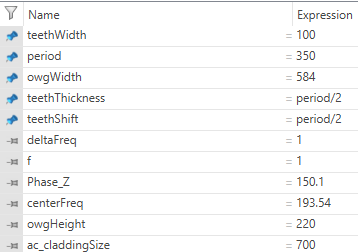 Name Expression
teethWidth = 100
period = 350
owgWidth = 584
teethThickness = period/2
teethShift = period/2
deltaFreq = 1
f = 1
Phase_Z = 150.1
centerFreq = 193.54
owgHeight = 220
ac_claddingSize = 700